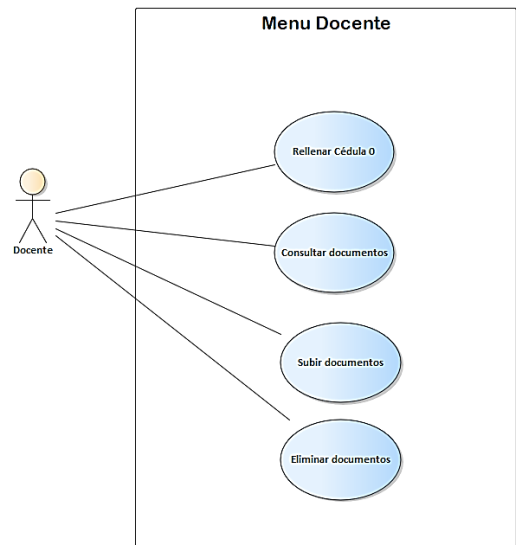 Menu Docente
Rellenar Cédula 0
Docente
Consultar documentos
Subir documentos
Eliminar documentos